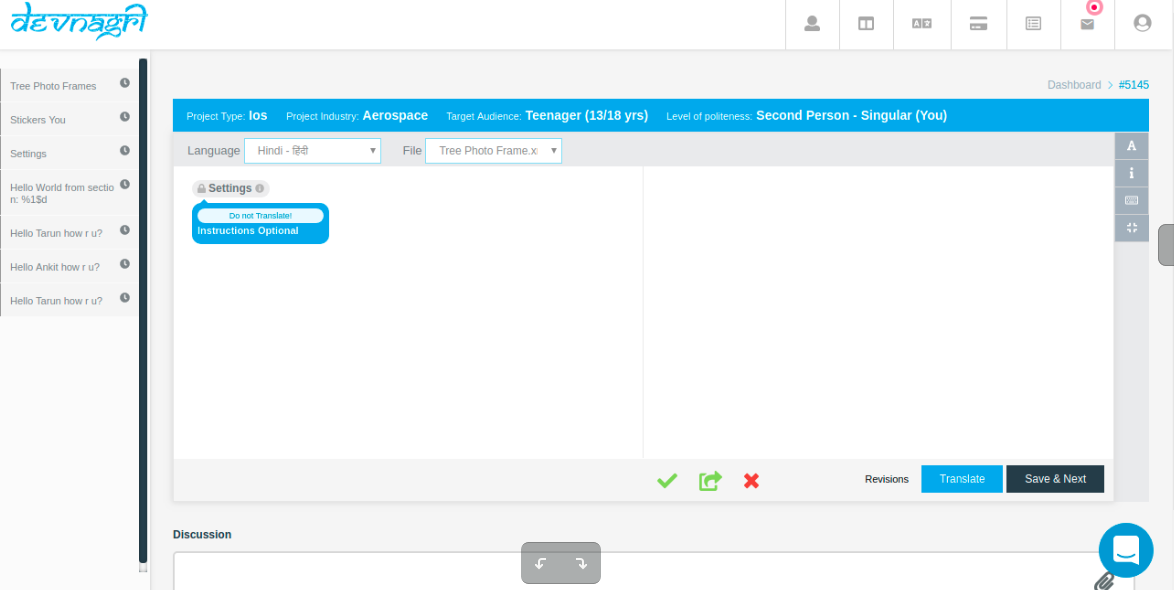 devnagri
Dashboard > #5145
Tree Photo Frames
Stickers You
Settings
Hello World from sectio
n: %1$d
Hello Tarun how r u?
Hello Ankit how r u?
Hello Tarun how r u?
Project Type: Ios Project Industry: Aerospace Target Audience: Teenager (13/18 yrs) Level of politeness: Second Person - Singular (You)
Language Hindi - हिंदी File Tree Photo Frame.x
A
i
Settings
Do not Translate!
Instructions Optional
Revisions Translate Save & Next
Discussion